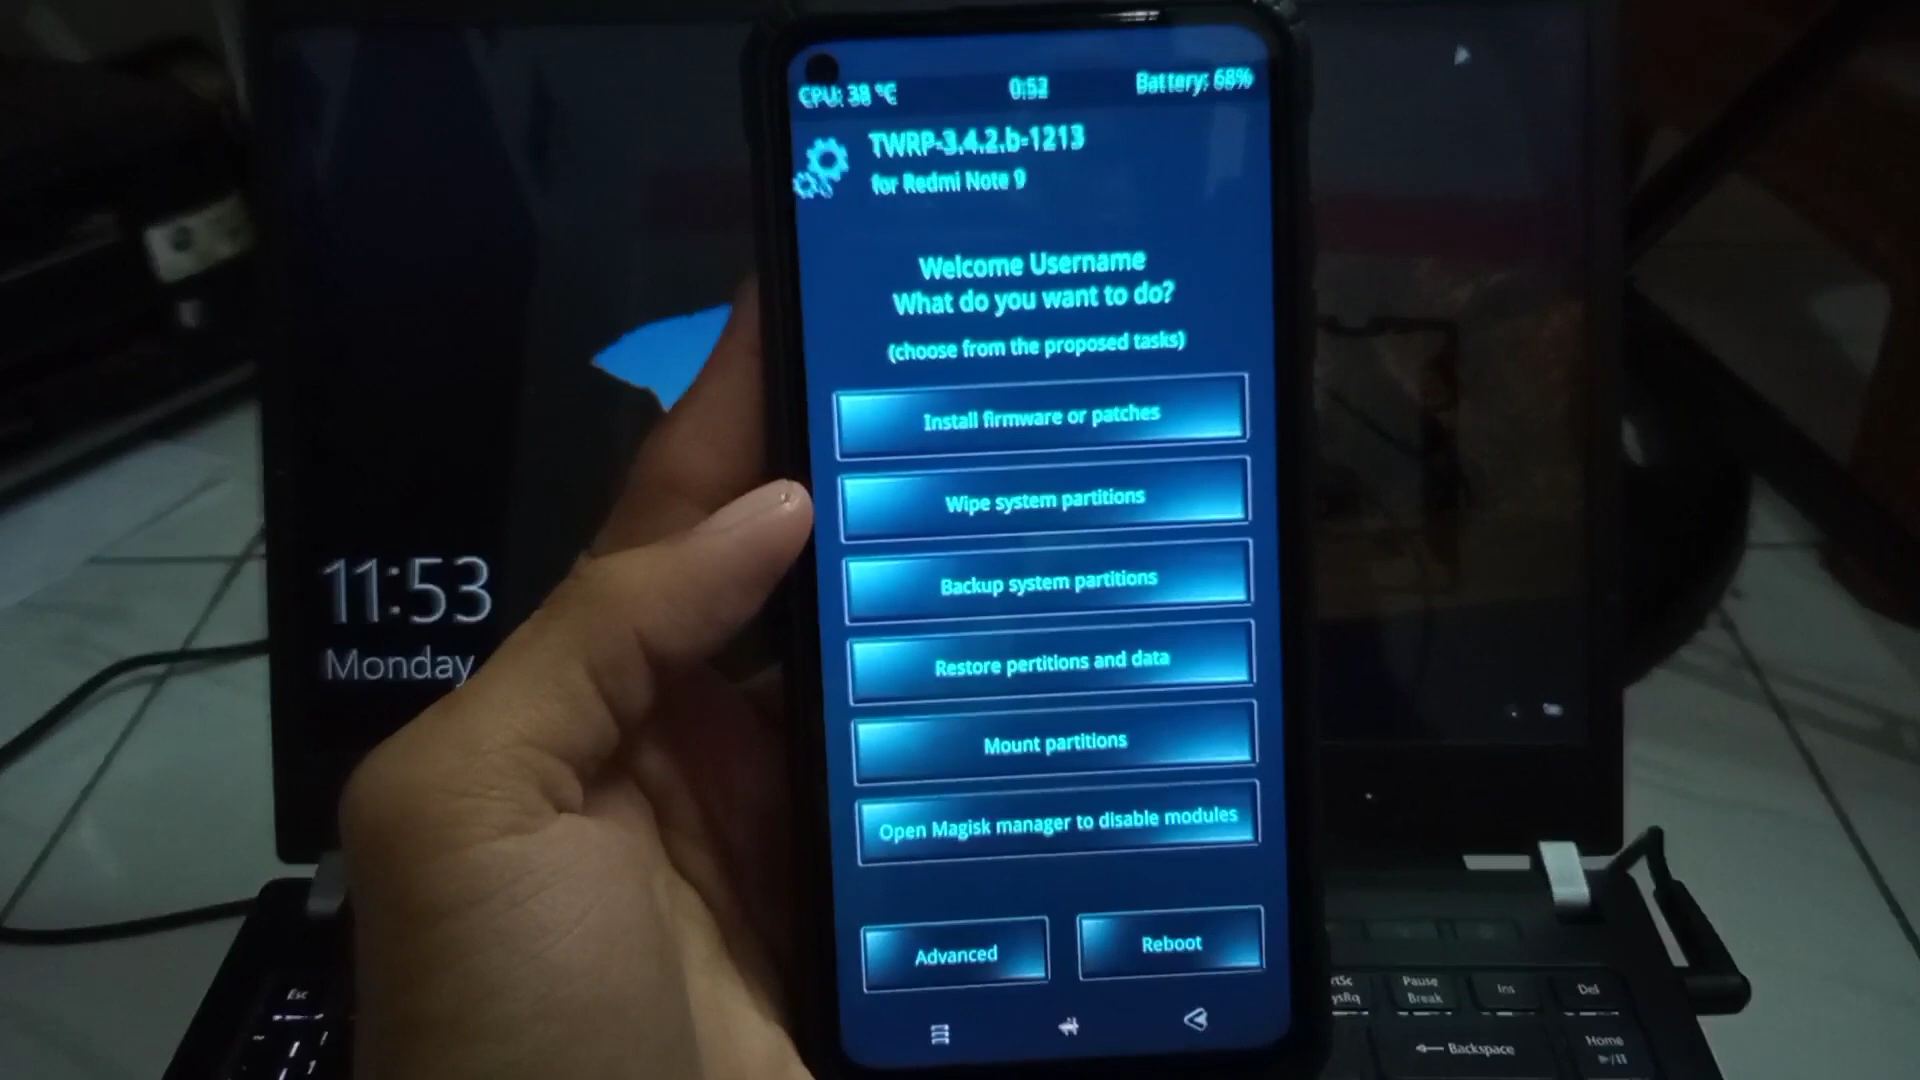 CPU: 38 °C
0:53
Battery: 68%
TWRP-3.4.2.b-1213
for Redmi Note 9
Welcome Username
What do you want to do?
(choose from the proposed tasks)
Install firmware or patches
Wipe system partitions
Backup system partitions
Restore pertitions and data
Mount partitions
Open Magisk manager to disable modules
Advanced
Reboot
11:53
Monday
Esc
Pause
Break
Ins
Del
Backspace
Home